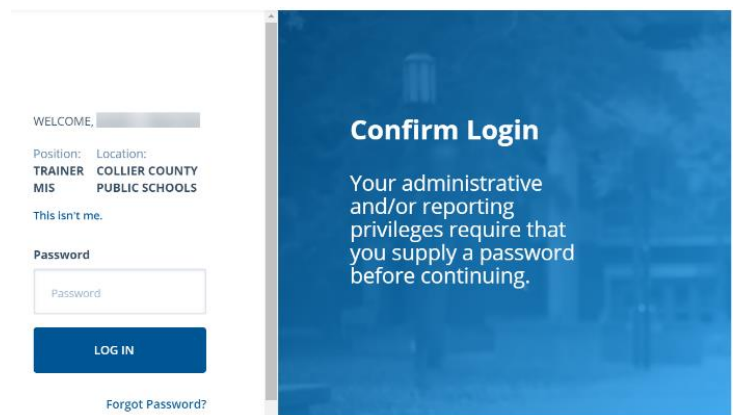 WELCOME,
Position: Location:
TRAINER COLLIER COUNTY
MIS PUBLIC SCHOOLS
This isn't me.
Password
Password
LOG IN
Forgot Password?
Confirm Login
Your administrative
and/or reporting
privileges require that
you supply a password
before continuing.